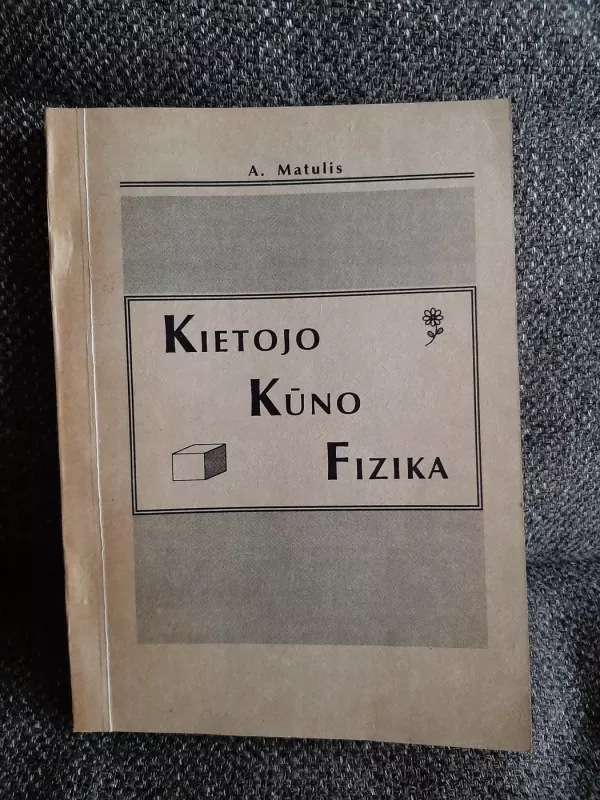 A. Matulis
KIETOJO
KŪNO
FIZIKA